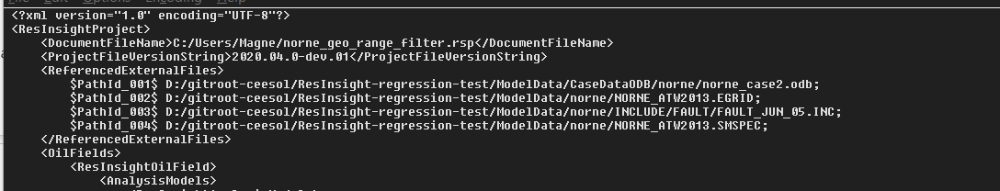 Edit Options Encoding Help
<?xml version="1.0" encoding="UTF-8"?>
<ResInsightProject>
<DocumentFileName>C:/Users/Magne/norne_geo_range_filter.rsp</DocumentFileName>
<ProjectFileVersionString>2020.04.0-dev.01</ProjectFileVersionString>
<ReferencedExternalFiles>
$PathId_001$ D:/gitroot-ceesol/ResInsight-regression-test/ModelData/CaseDataODB/norne/norne_case2.odb;
$PathId_002$ D:/gitroot-ceesol/ResInsight-regression-test/ModelData/norne/NORNE_ATW2013.EGRID;
$PathId_003$ D:/gitroot-ceesol/ResInsight-regression-test/ModelData/norne/INCLUDE/FAULT/FAULT_JUN_05.INC;
$PathId_004$ D:/gitroot-ceesol/ResInsight-regression-test/ModelData/norne/NORNE_ATW2013.SMSPEC;
</ReferencedExternalFiles>
<OilFields>
<ResInsightOilField>
<AnalysisModels>